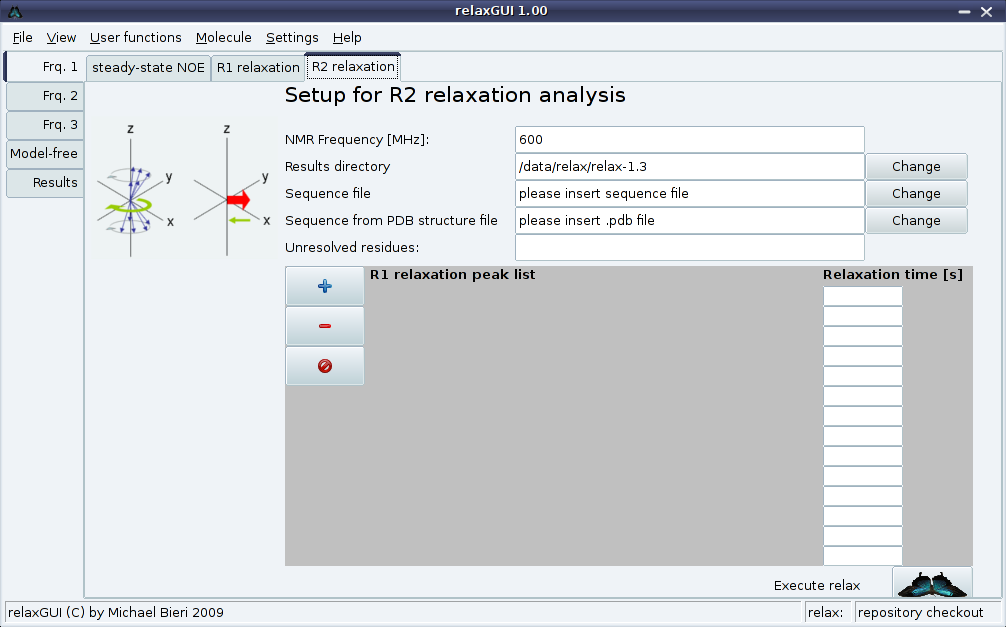 relaxGUI 1.00
File View User functions Molecule Settings Help
Frq. 1
Frq. 2
Frq. 3
Model-free
Results
steady-state NOE R1 relaxation R2 relaxation
Setup for R2 relaxation analysis
z z
y y
x x
NMR Frequency [MHz]: 600
Results directory /data/relax/relax-1.3 Change
Sequence file please insert sequence file Change
Sequence from PDB structure file please insert .pdb file Change
Unresolved residues:
R1 relaxation peak list Relaxation time [s]
Execute relax
relaxGUI (C) by Michael Bieri 2009 relax: repository checkout